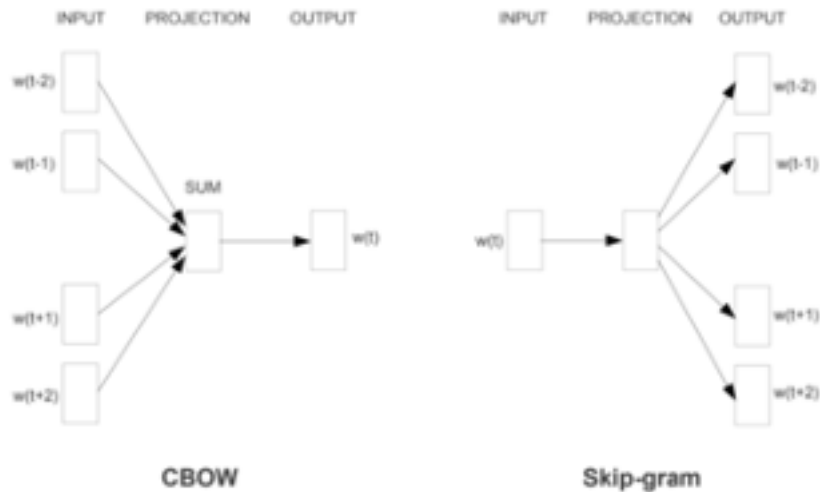 INPUT PROJECTION OUTPUT
w(t-2)
w(t-1)
SUM
w(t)
w(t+1)
w(t+2)
CBOW
INPUT PROJECTION OUTPUT
w(t-2)
w(t-1)
w(t)
w(t+1)
w(t+2)
Skip-gram